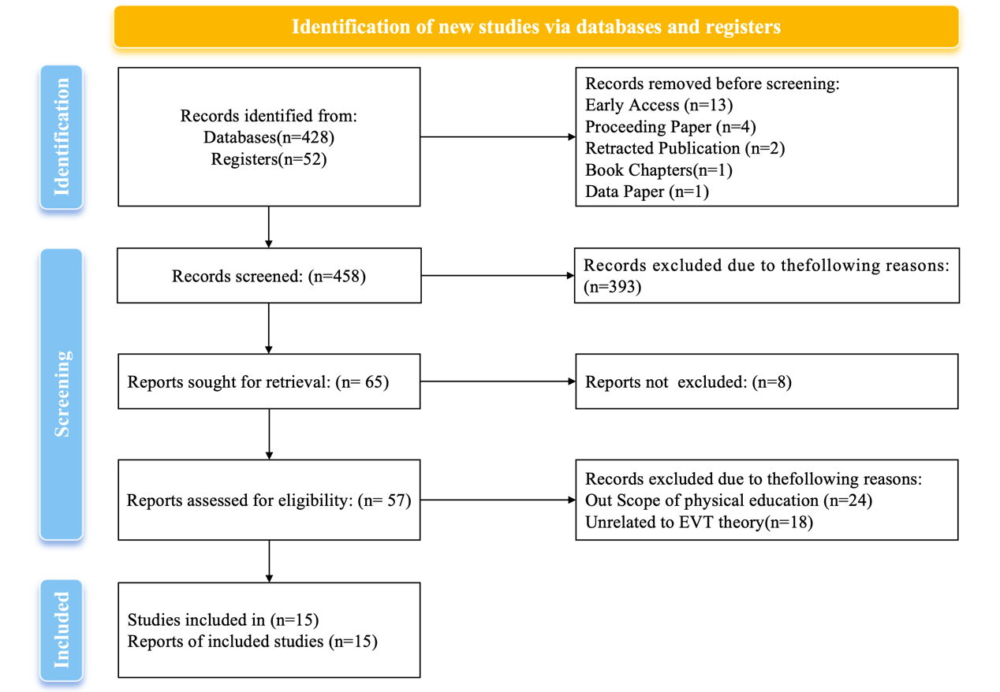 Identification of new studies via databases and registers
Identification
Records identified from:
Databases(n=428)
Registers(n=52)
Records removed before screening:
Early Access (n=13)
Proceeding Paper (n=4)
Retracted Publication (n=2)
Book Chapters(n=1)
Data Paper (n=1)
Screening
Records screened: (n=458)
Records excluded due to thefollowing reasons:
(n=393)
Reports sought for retrieval: (n= 65)
Reports not  excluded: (n=8)
Reports assessed for eligibility: (n= 57)
Records excluded due to thefollowing reasons:
Out Scope of physical education (n=24)
Unrelated to EVT theory(n=18)
Included
Studies included in (n=15)
Reports of included studies (n=15)